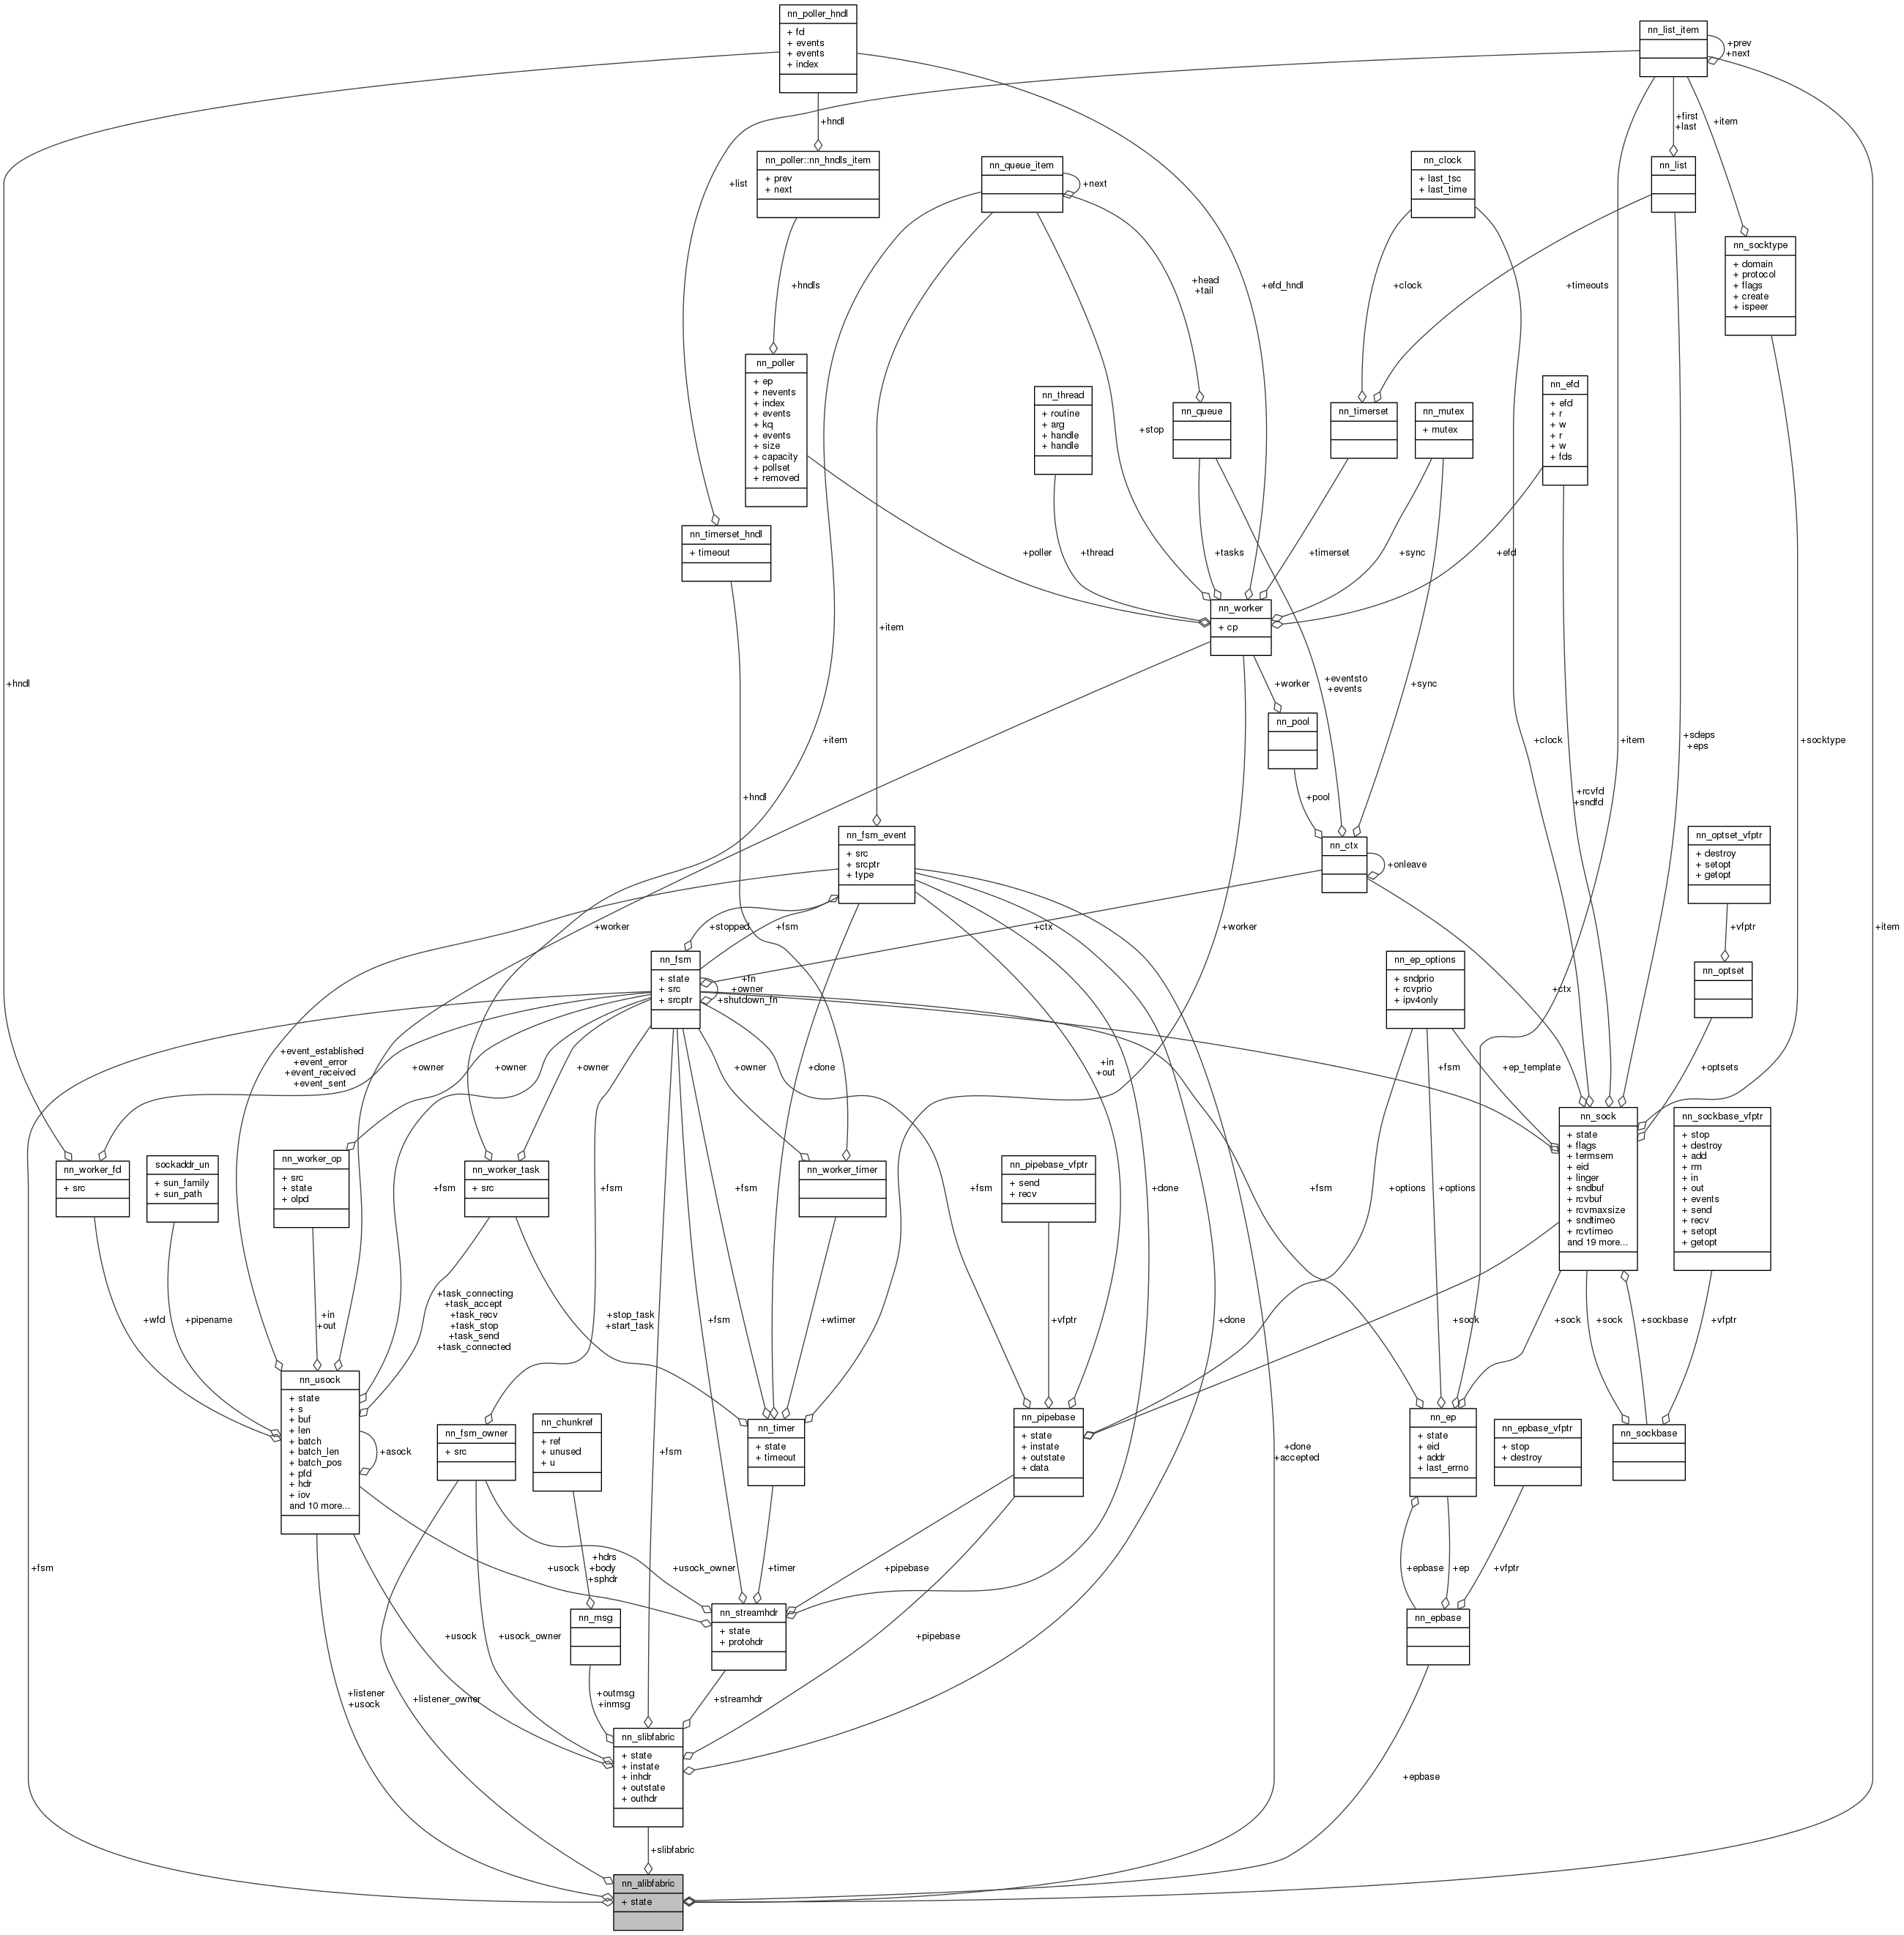 nn_poller_hndl
+ fd
+ events
+ events
+ index
nn_list_item
+prev
+next
+hndl
+first
+last
+item
nn_poller::nn_hndls_item
+ prev
+ next
nn_queue_item
+next
nn_clock
+ last_tsc
+ last_time
nn_list
+list
nn_socktype
+ domain
+ protocol
+ flags
+ create
+ ispeer
+hndls
+head
+tail
+efd_hndl
+clock
+timeouts
nn_poller
+ ep
+ nevents
+ index
+ events
+ kq
+ events
+ size
+ capacity
+ pollset
+ removed
nn_thread
+ routine
+ arg
+ handle
+ handle
+stop
nn_queue
nn_timerset
nn_mutex
+ mutex
nn_efd
+ efd
+ r
+ w
+ r
+ w
+ fds
nn_timerset_hndl
+ timeout
+poller
+thread
+tasks
+timerset
+sync
+efd
nn_worker
+ cp
+item
+hndl
+worker
+eventsto
+events
+sync
nn_pool
+item
+hndl
+pool
+clock
+rcvfd
+sndfd
+item
+sdeps
+eps
+socktype
nn_fsm_event
+ src
+ srcptr
+ type
nn_ctx
+onleave
nn_optset_vfptr
+ destroy
+ setopt
+ getopt
+worker
+stopped
+fsm
+ctx
+worker
+vfptr
+item
nn_fsm
+ state
+ src
+ srcptr
+fn
+owner
+shutdown_fn
nn_ep_options
+ sndprio
+ rcvprio
+ ipv4only
+ctx
nn_optset
+event_established
+event_error
+event_received
+event_sent
+owner
+owner
+owner
+owner
+done
+in
+out
+fsm
+ep_template
+optsets
nn_worker_fd
+ src
sockaddr_un
+ sun_family
+ sun_path
nn_worker_op
+ src
+ state
+ olpd
+fsm
nn_worker_task
+ src
+fsm
+fsm
nn_worker_timer
+fsm
nn_pipebase_vfptr
+ send
+ recv
+done
+fsm
+options
+options
nn_sock
+ state
+ flags
+ termsem
+ eid
+ linger
+ sndbuf
+ rcvbuf
+ rcvmaxsize
+ sndtimeo
+ rcvtimeo
and 19 more...
nn_sockbase_vfptr
+ stop
+ destroy
+ add
+ rm
+ in
+ out
+ events
+ send
+ recv
+ setopt
+ getopt
+wfd
+pipename
+in
+out
+task_connecting
+task_accept
+task_recv
+task_stop
+task_send
+task_connected
+stop_task
+start_task
+fsm
+wtimer
+vfptr
+done
+sock
+sock
+sock
+sockbase
+vfptr
nn_usock
+ state
+ s
+ buf
+ len
+ batch
+ batch_len
+ batch_pos
+ pfd
+ hdr
+ iov
and 10 more...
+asock
nn_fsm_owner
+ src
nn_chunkref
+ ref
+ unused
+ u
+fsm
nn_timer
+ state
+ timeout
nn_pipebase
+ state
+ instate
+ outstate
+ data
+done
+accepted
nn_ep
+ state
+ eid
+ addr
+ last_errno
nn_epbase_vfptr
+ stop
+ destroy
nn_sockbase
+fsm
+usock
+hdrs
+body
+sphdr
+usock_owner
+timer
+pipebase
+epbase
+ep
+vfptr
+usock
+usock_owner
nn_msg
nn_streamhdr
+ state
+ protohdr
+pipebase
nn_epbase
+listener
+usock
+listener_owner
+outmsg
+inmsg
+streamhdr
nn_slibfabric
+ state
+ instate
+ inhdr
+ outstate
+ outhdr
+epbase
+slibfabric
nn_alibfabric
+ state